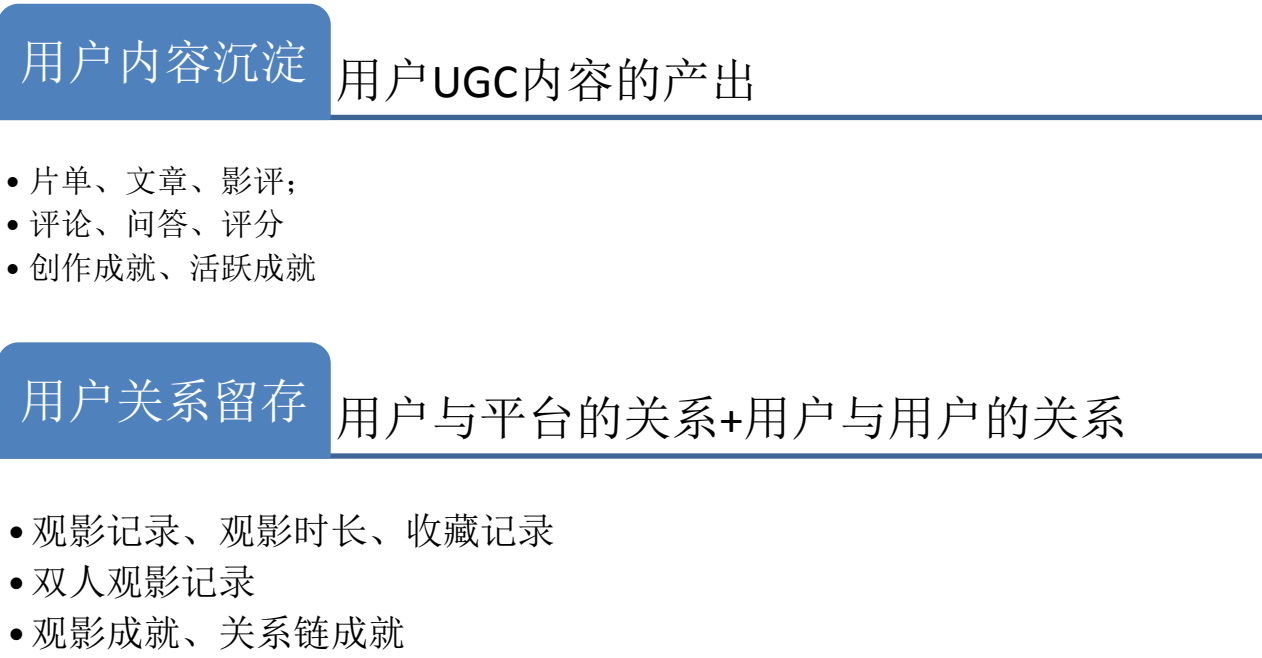 用户内容沉淀
用户UGC内容的产出
• 片单、文章、影评；
• 评论、问答、评分
• 创作成就、活跃成就
用户关系留存
用户与平台的关系+用户与用户的关系
• 观影记录、观影时长、收藏记录
• 双人观影记录
• 观影成就、关系链成就